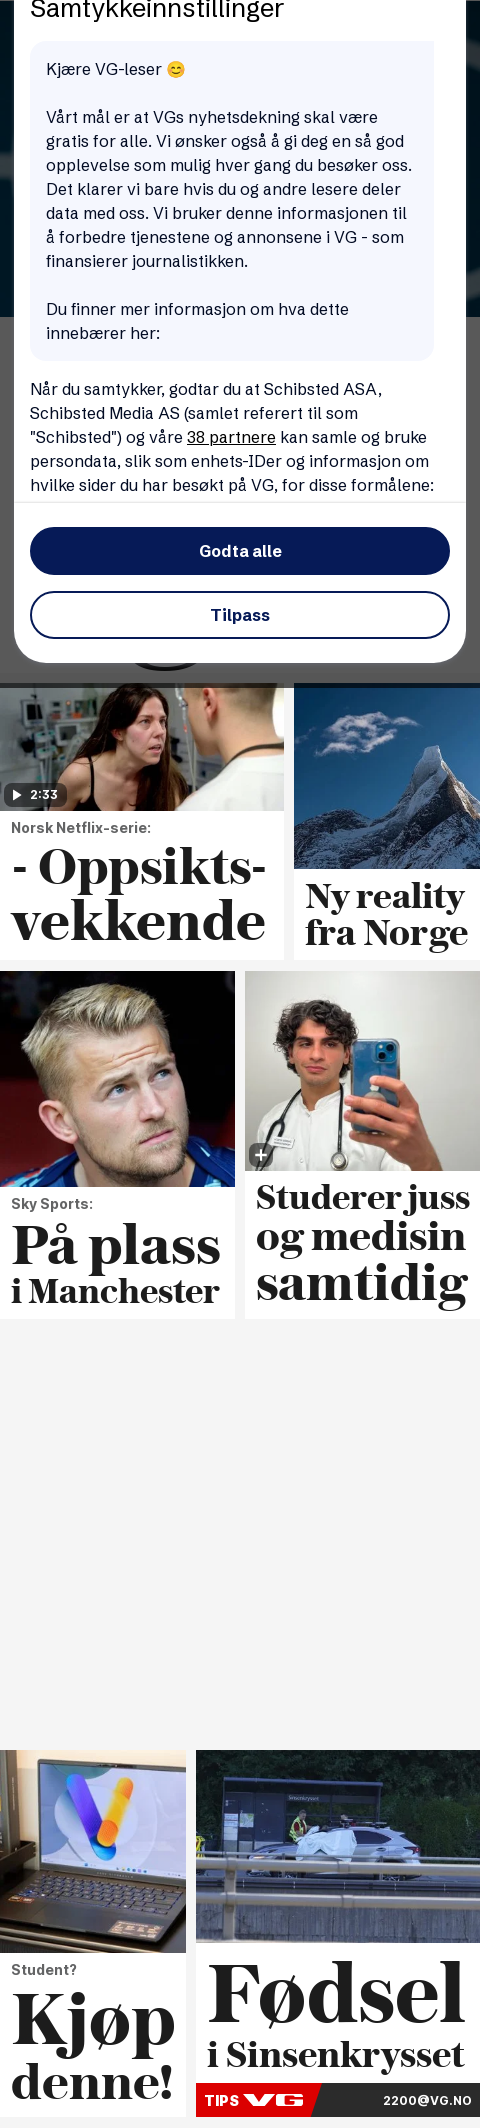 Samtykkeinnstillinger
Kjære VG-leser 😊
Vårt mål er at VGs nyhetsdekning skal være
gratis for alle. Vi ønsker også å gi deg en så god
opplevelse som mulig hver gang du besøker oss.
Det klarer vi bare hvis du og andre lesere deler
data med oss. Vi bruker denne informasjonen til
å forbedre tjenestene og annonsene i VG - som
finansierer journalistikken.
Du finner mer informasjon om hva dette
innebærer her:
Når du samtykker, godtar du at Schibsted ASA,
Schibsted Media AS (samlet referert til som
"Schibsted") og våre 38 partnere kan samle og bruke
persondata, slik som enhets-IDer og informasjon om
hvilke sider du har besøkt på VG, for disse formålene:
Godta alle
Tilpass
2:33
Norsk Netflix-serie:
- Oppsikts-
vekkende
Ny reality
fra Norge
Sky Sports:
På plass
i Manchester
Studerer juss
og medisin
samtidig
Student?
Kjøp
denne!
Sinsenkrysset
Fødsel
i Sinsenkrysset
TIPS VG
2200@VG.NO